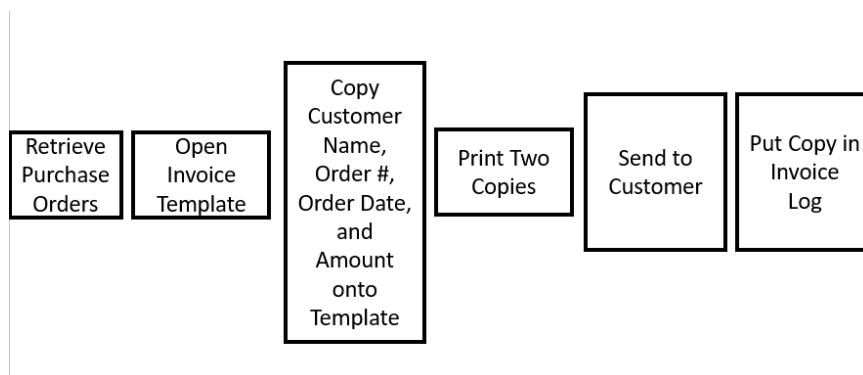 Retrieve
Purchase
Orders
Open
Invoice
Template
Copy
Customer
Name,
Order #,
Order Date,
and
Amount
onto
Template
Print Two
Copies
Send to
Customer
Put Copy in
Invoice
Log